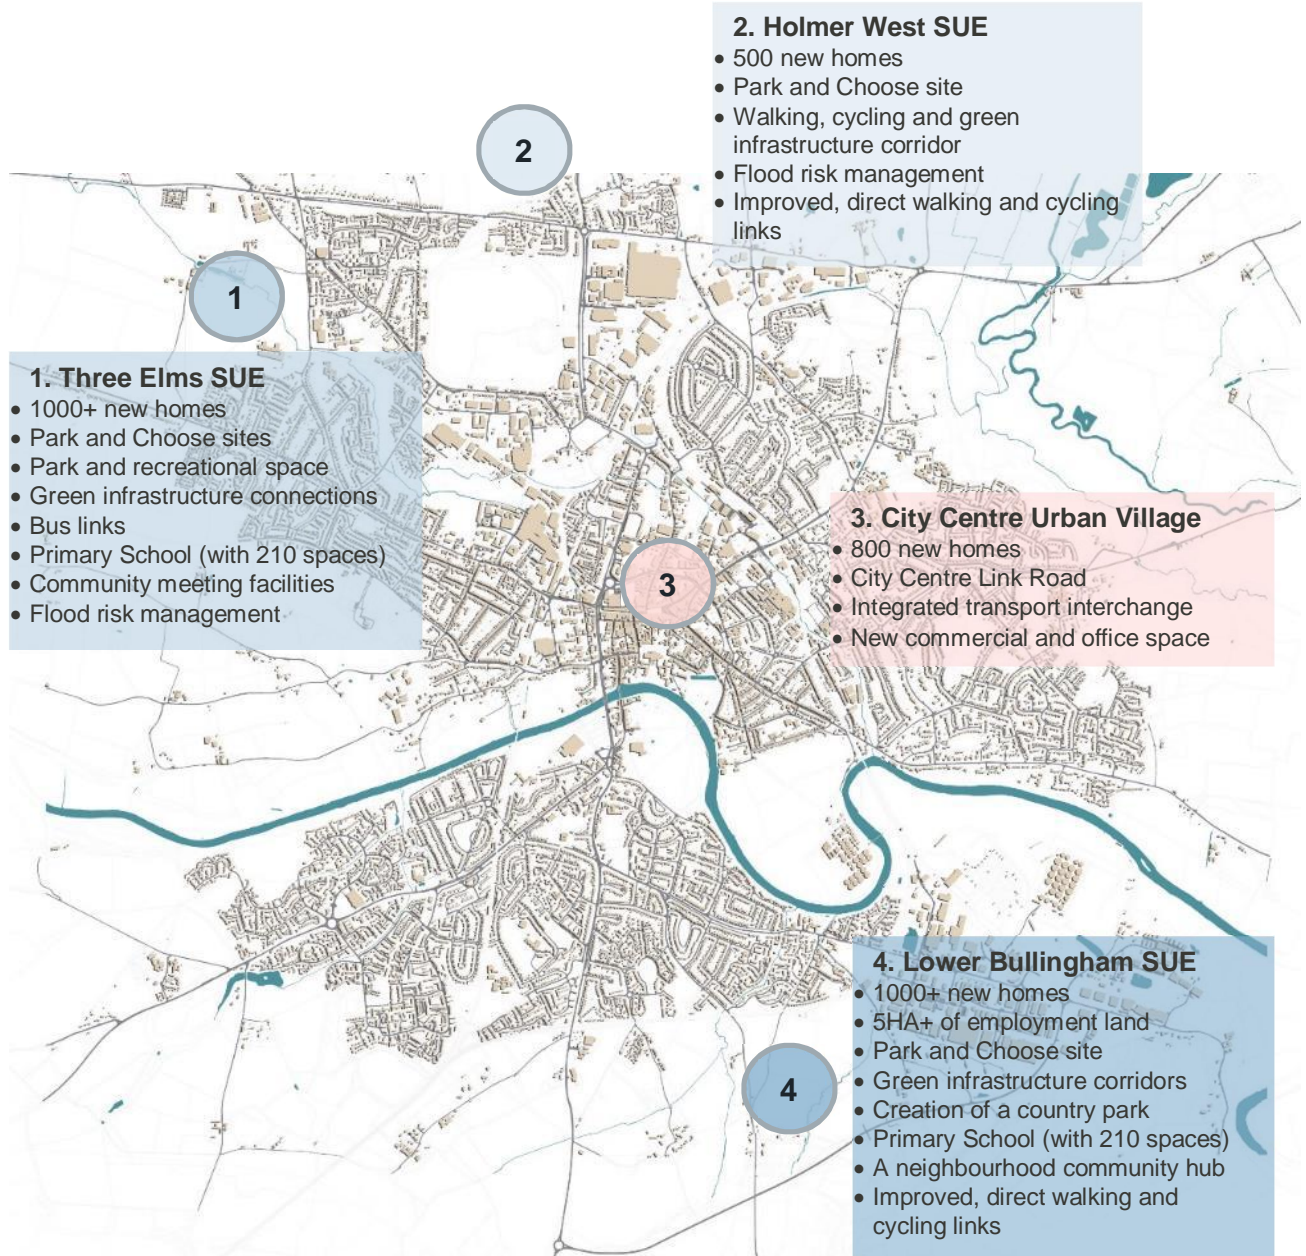 2. Holmer West SUE
• 500 new homes
• Park and Choose site
• Walking, cycling and green
infrastructure corridor
• Flood risk management
• Improved, direct walking and cycling
links
2
1
1. Three Elms SUE
• 1000+ new homes
• Park and Choose sites
• Park and recreational space
• Green infrastructure connections
• Bus links
• Primary School (with 210 spaces)
• Community meeting facilities
• Flood risk management
3. City Centre Urban Village
• 800 new homes
• City Centre Link Road
• Integrated transport interchange
• New commercial and office space
3
4. Lower Bullingham SUE
• 1000+ new homes
• 5HA+ of employment land
• Park and Choose site
• Green infrastructure corridors
• Creation of a country park
• Primary School (with 210 spaces)
• A neighbourhood community hub
• Improved, direct walking and
cycling links
4